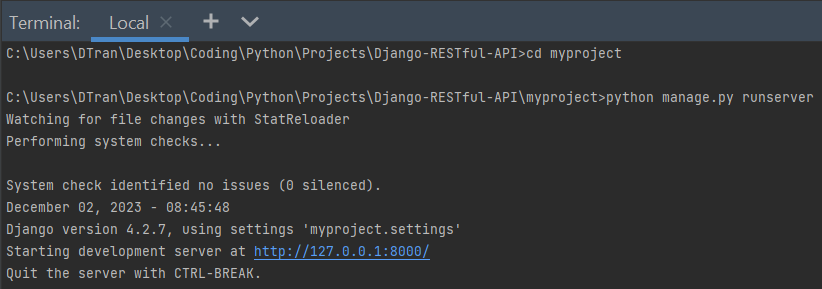 Terminal: Local
C:\Users\DTran\Desktop\Coding\Python\Projects\Django-RESTful-API>cd myproject
C:\Users\DTran\Desktop\Coding\Python\Projects\Django-RESTful-API\myproject>python manage.py runserver
Watching for file changes with StatReloader
Performing system checks...
System check identified no issues (0 silenced).
December 02, 2023 - 08:45:48
Django version 4.2.7, using settings 'myproject.settings'
Starting development server at http://127.0.0.1:8000/
Quit the server with CTRL-BREAK.